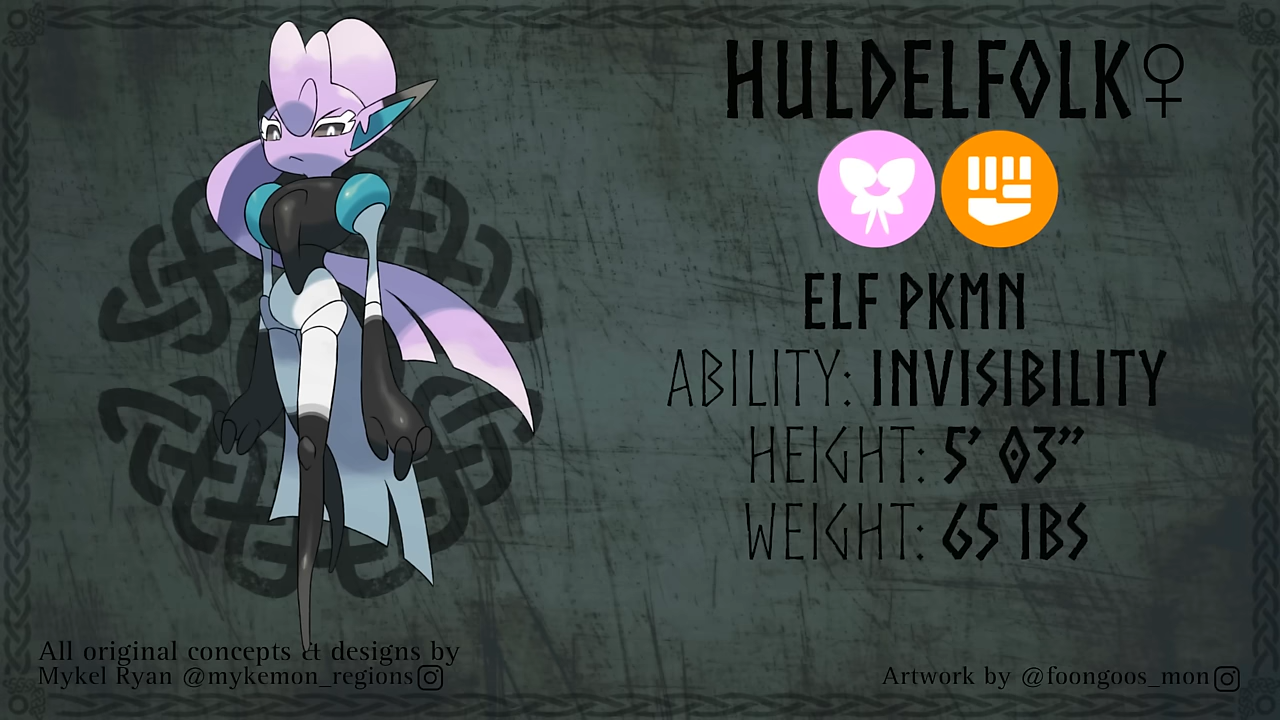 HULDELFOLK♀
ELF PKMN
ABILITY: INVISIBILITY
HEIGHT: 5' 03"
WEIGHT: 65 lBS
All original concepts & designs by
Mykel Ryan @mykemon_regions
Artwork by @foongoos_mon